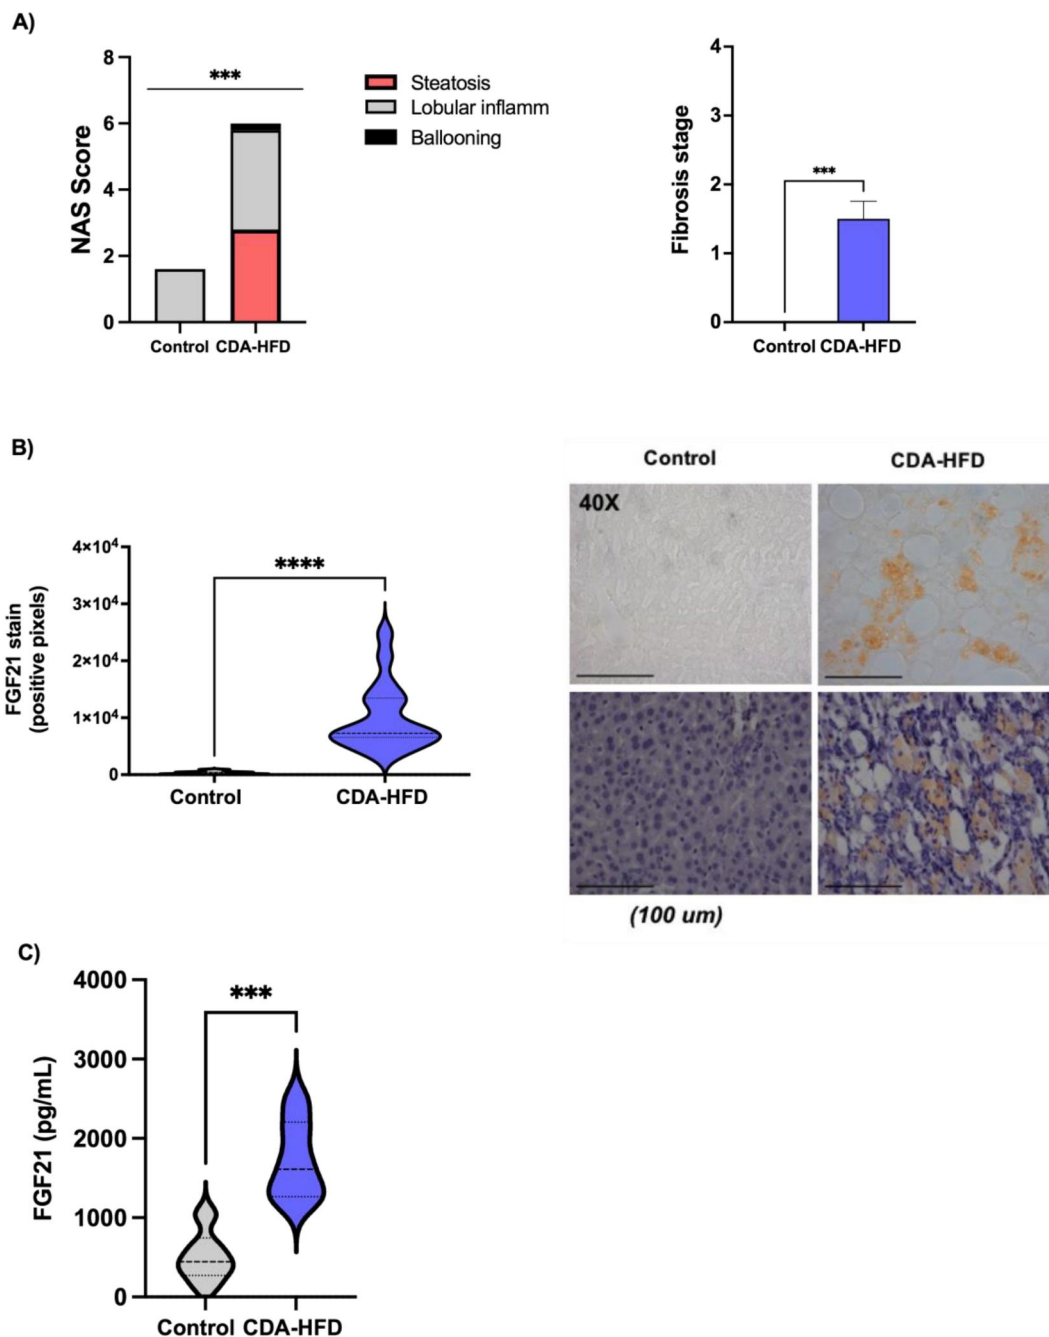 A)
8
6
4
2
0
NAS Score
***
Control CDA-HFD
Steatosis
Lobular inflamm
Ballooning
4
3
2
1
0
Fibrosis stage
***
Control CDA-HFD
B)
4×10⁴
3×10⁴
2×10⁴
1×10⁴
0
FGF21 stain
(positive pixels)
****
Control CDA-HFD
Control CDA-HFD
40X
(100 um)
C)
4000
3000
2000
1000
0
FGF21 (pg/mL)
***
Control CDA-HFD